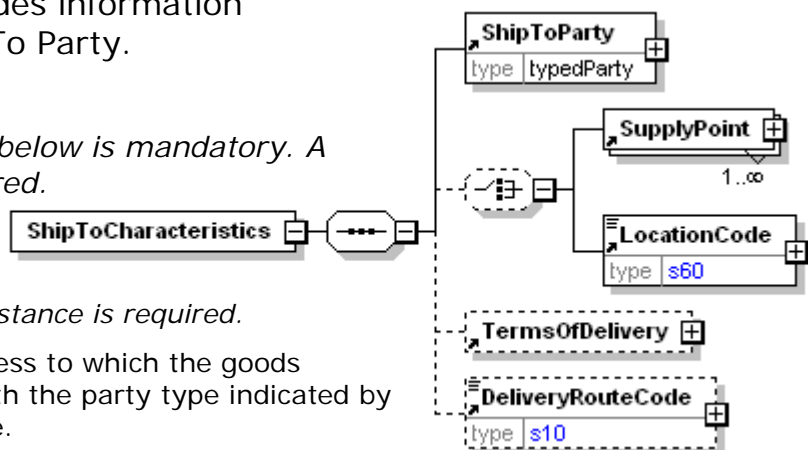 des information
To Party.
below is mandatory. A
red.
stance is required.
ess to which the goods
th the party type indicated by
e.
ShipToCharacteristics
ShipToParty
type typedParty
SupplyPoint
1..∞
LocationCode
type s60
TermsOfDelivery
DeliveryRouteCode
type s10